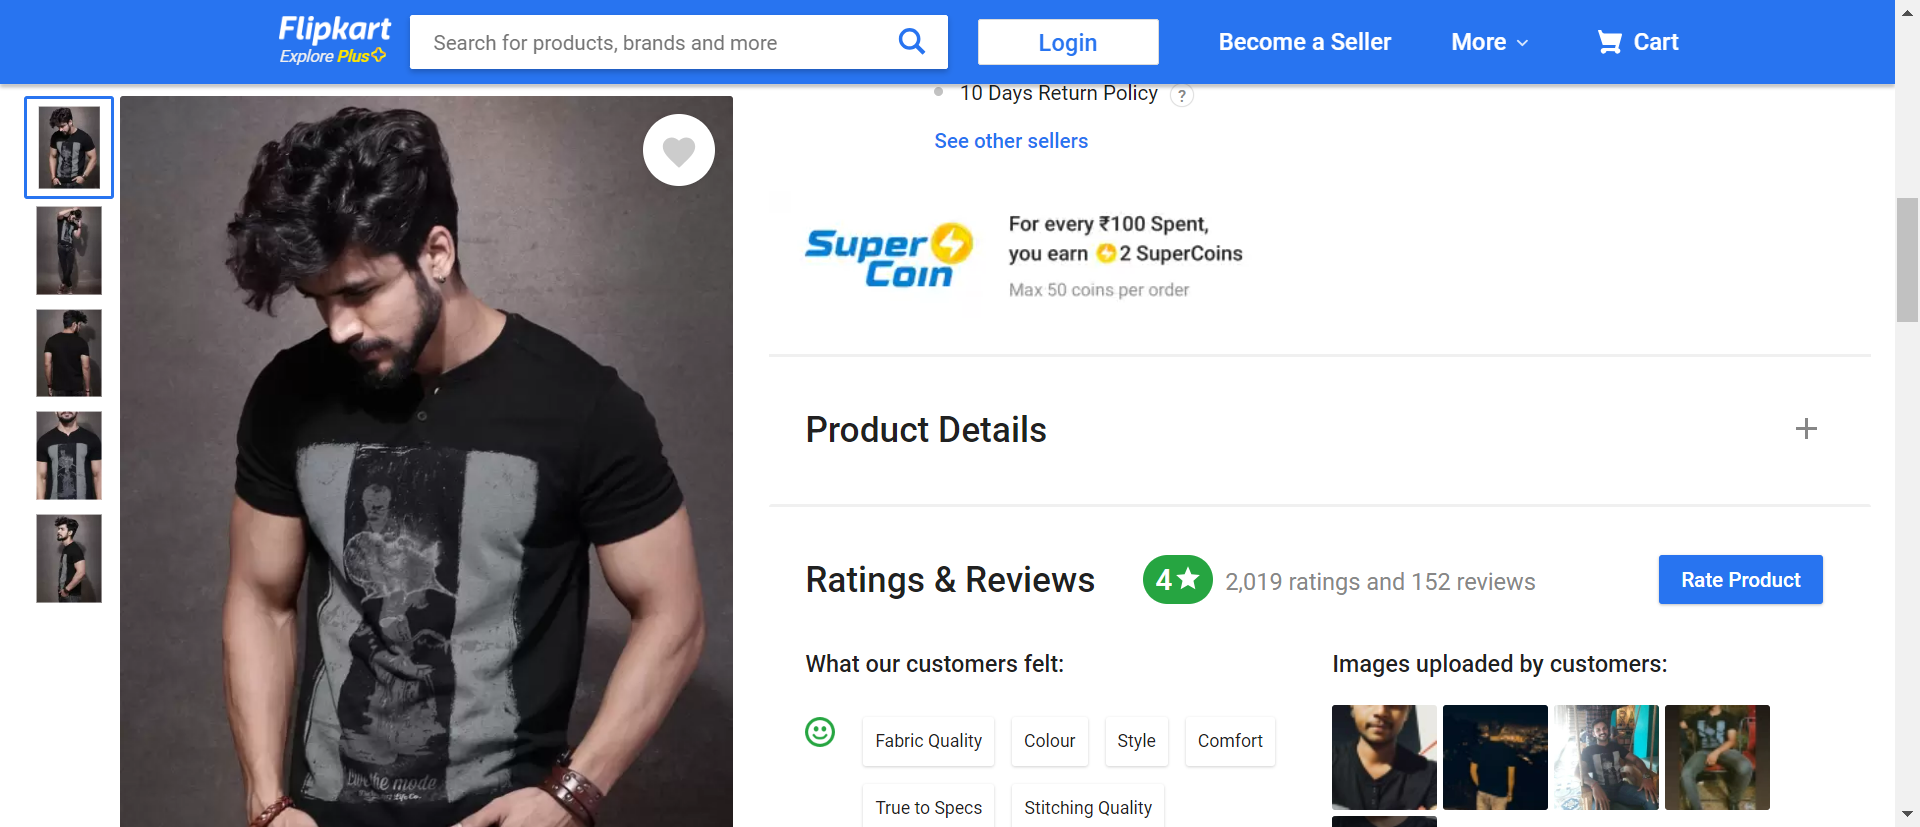 Flipkart
Explore Plus
Search for products, brands and more
Login
Become a Seller
More
Cart
10 Days Return Policy
?
See other sellers
Super Coin
For every ₹100 Spent,
you earn 2 SuperCoins
Max 50 coins per order
Product Details
+
Ratings & Reviews
4★
2,019 ratings and 152 reviews
Rate Product
What our customers felt:
Images uploaded by customers:
Fabric Quality
Colour
Style
Comfort
True to Specs
Stitching Quality
Live the mode